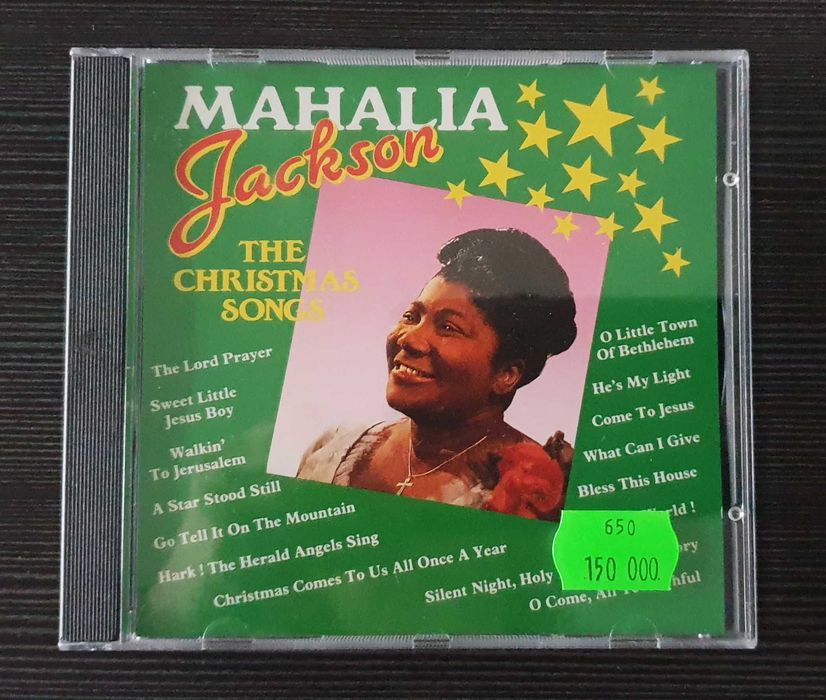 MAHALIA
Jackson
THE
CHRISTMAS
SONGS
The Lord Prayer
Sweet Little
Jesus Boy
Walkin'
To Jerusalem
A Star Stood Still
Go Tell It On The Mountain
Hark! The Herald Angels Sing
Christmas Comes To Us All Once A Year
O Little Town
Of Bethlehem
He's My Light
Come To Jesus
What Can I Give
Bless This House
Silent Night, Holy
O Come, All
650
150 000